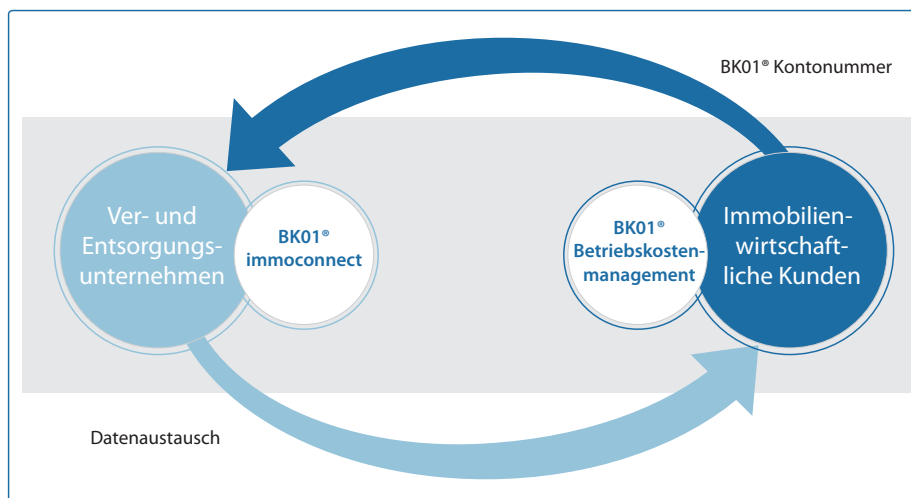 BK01® Kontonummer
Ver- und
Entsorgungs-
unternehmen
BK01®
immoconnect
BK01®
Betriebskosten-
management
Immobilien-
wirtschaft-
liche Kunden
Datenaustausch